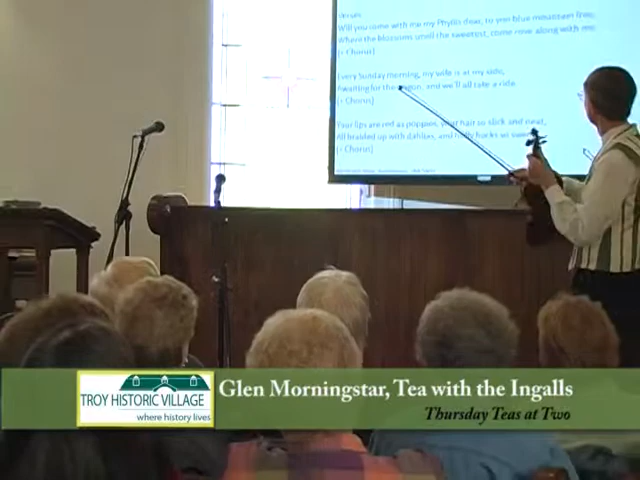 Verses
Will you come with me my Phyllis dear, to yon blue mountain free,
Where the blossoms smell the sweetest, come rove along with me.
(+ Chorus)
Every Sunday morning, my wife is at my side,
Awaiting for the wagon, and we'll all take a ride.
(+ Chorus)
Your lips are red as poppies, your hair so slick and neat,
All braided up with dahlias, and holly hocks so sweet,
(+ Chorus)
TROY HISTORIC VILLAGE
where history lives
Glen Morningstar, Tea with the Ingalls
Thursday Teas at Two